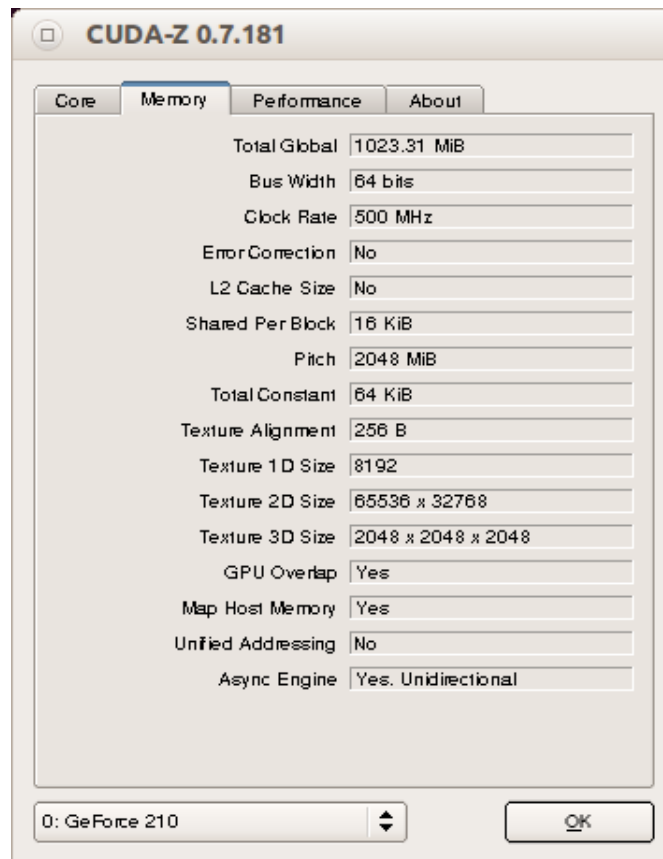 CUDA-Z 0.7.181
Core Memory Performance About
Total Global 1023.31 MiB
Bus Width 64 bits
Clock Rate 500 MHz
Error Correction No
L2 Cache Size No
Shared Per Block 16 KiB
Pitch 2048 MiB
Total Constant 64 KiB
Texture Alignment 256 B
Texture 1D Size 8192
Texture 2D Size 65536 x 32768
Texture 3D Size 2048 x 2048 x 2048
GPU Overlap Yes
Map Host Memory Yes
Unified Addressing No
Async Engine Yes. Unidirectional
0: GeForce 210 OK